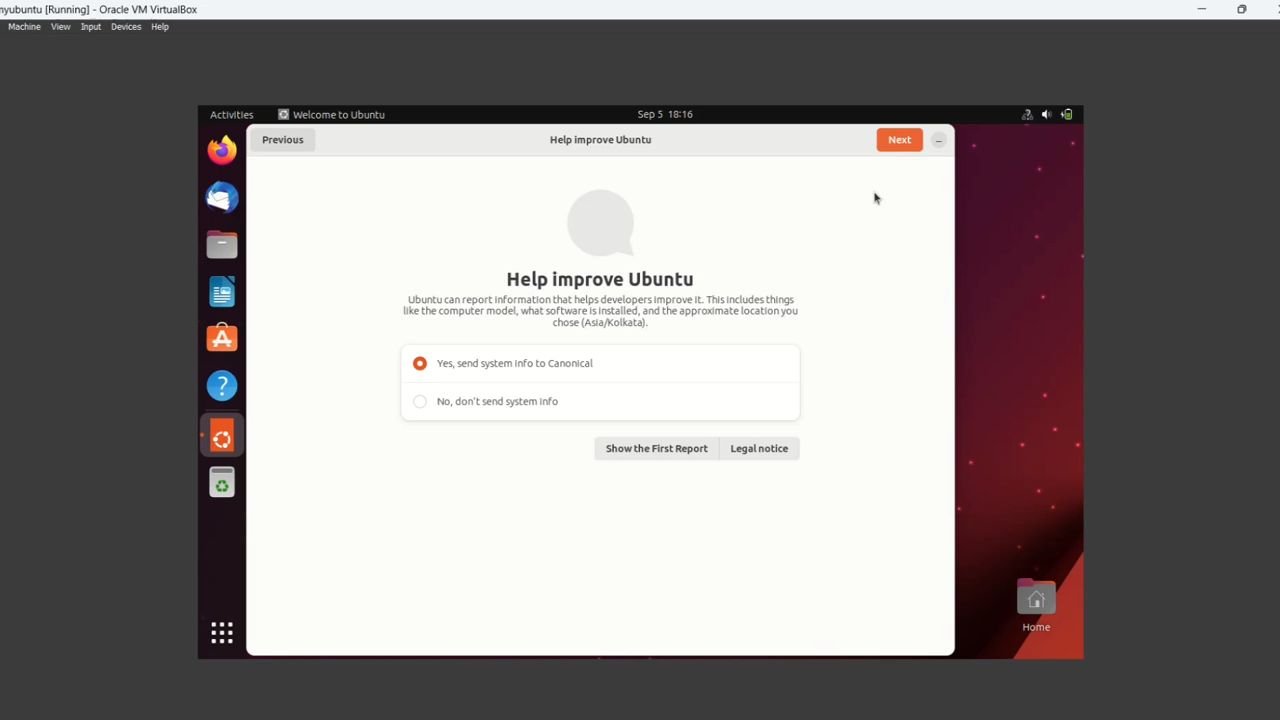 myubuntu [Running] - Oracle VM VirtualBox
Machine View Input Devices Help
Activities Welcome to Ubuntu Sep 5 18:16
Previous Help improve Ubuntu Next
Help improve Ubuntu
Ubuntu can report information that helps developers improve it. This includes things
like the computer model, what software is installed, and the approximate location you
chose (Asia/Kolkata).
Yes, send system info to Canonical
No, don't send system info
Show the First Report Legal notice
Home